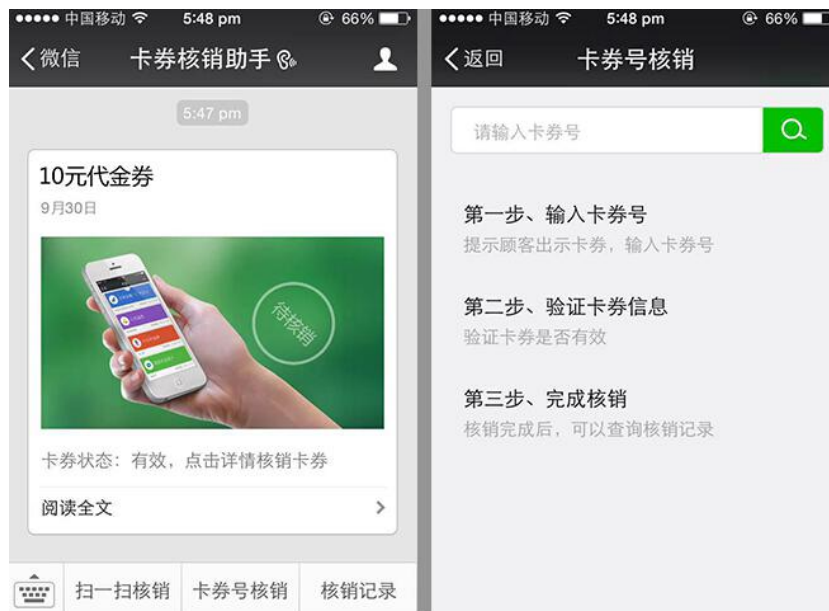 中国移动 5:48 pm 66%
微信 卡券核销助手
5:47 pm
10元代金券
9月30日
待核销
卡券状态：有效，点击详情核销卡券
阅读全文
扫一扫核销 卡券号核销 核销记录
中国移动 5:48 pm 66%
返回 卡券号核销
请输入卡券号
第一步、输入卡券号
提示顾客出示卡券，输入卡券号
第二步、验证卡券信息
验证卡券是否有效
第三步、完成核销
核销完成后，可以查询核销记录